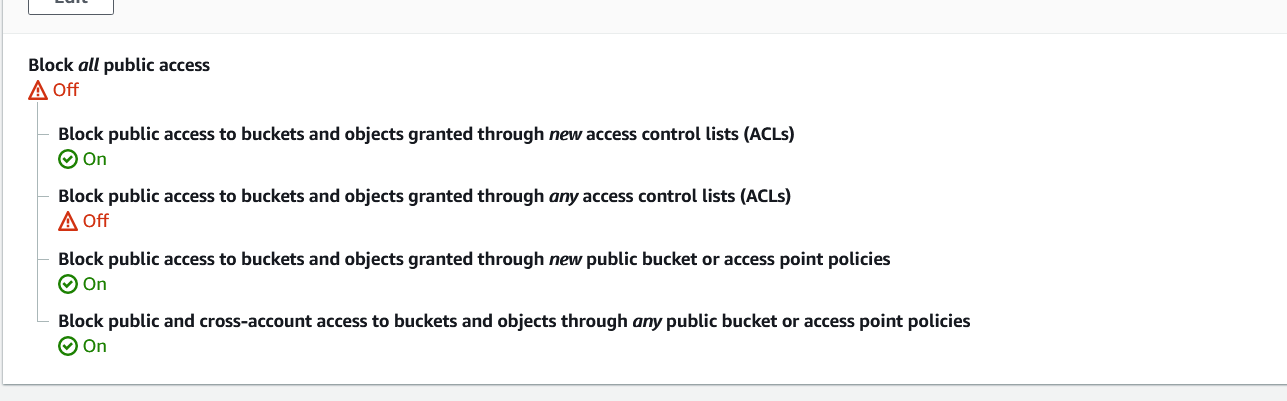 Edit
Block all public access
Off
Block public access to buckets and objects granted through new access control lists (ACLs)
On
Block public access to buckets and objects granted through any access control lists (ACLs)
Off
Block public access to buckets and objects granted through new public bucket or access point policies
On
Block public and cross-account access to buckets and objects through any public bucket or access point policies
On